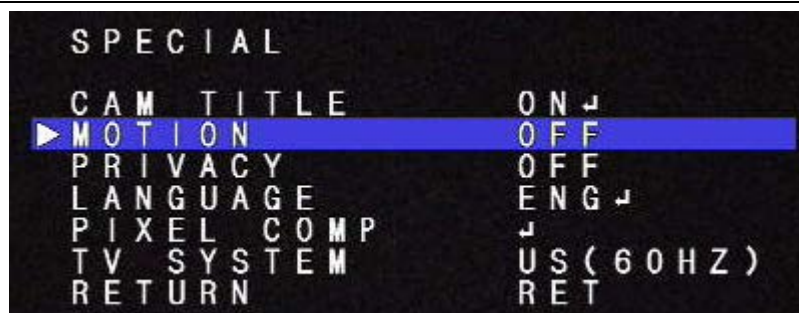 SPECIAL
CAM TITLE ON↲
▶MOTION OFF
PRIVACY OFF
LANGUAGE ENG↲
PIXEL COMP ↲
TV SYSTEM US(60HZ)
RETURN RET